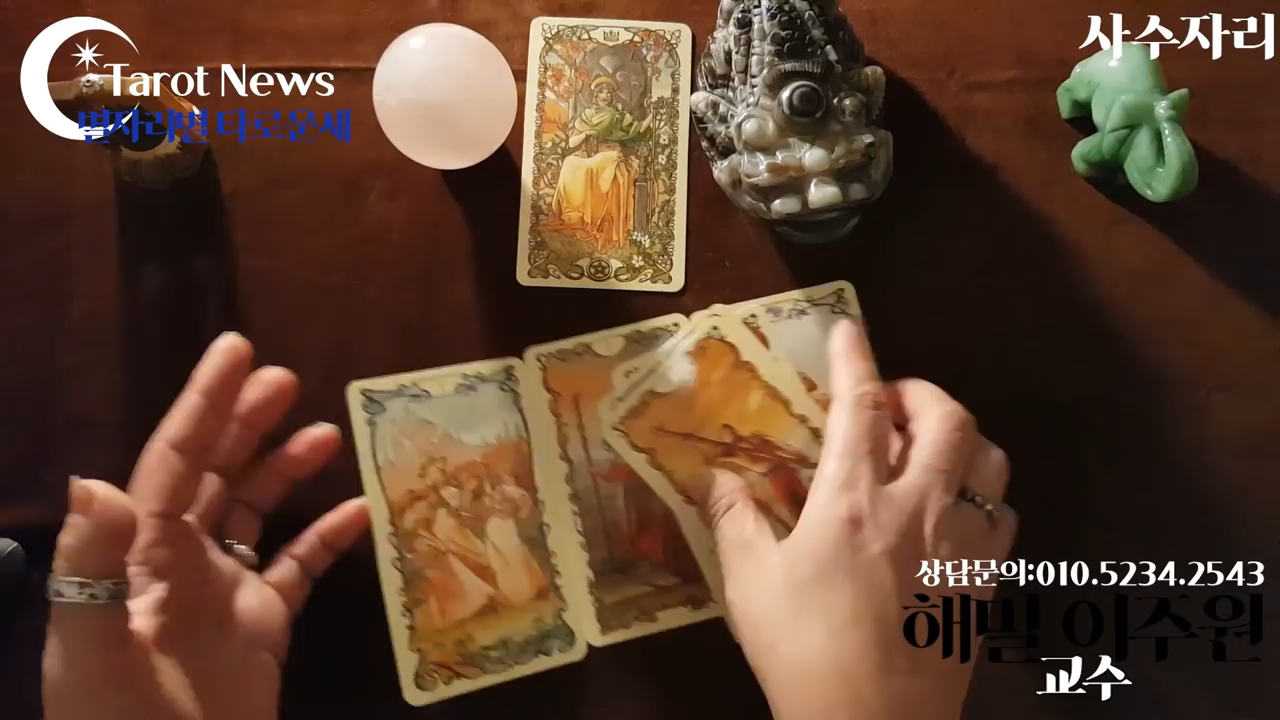 Tarot News
별자리별 타로운세
사수자리
상담문의:010.5234.2543
해밀 이주원
교수